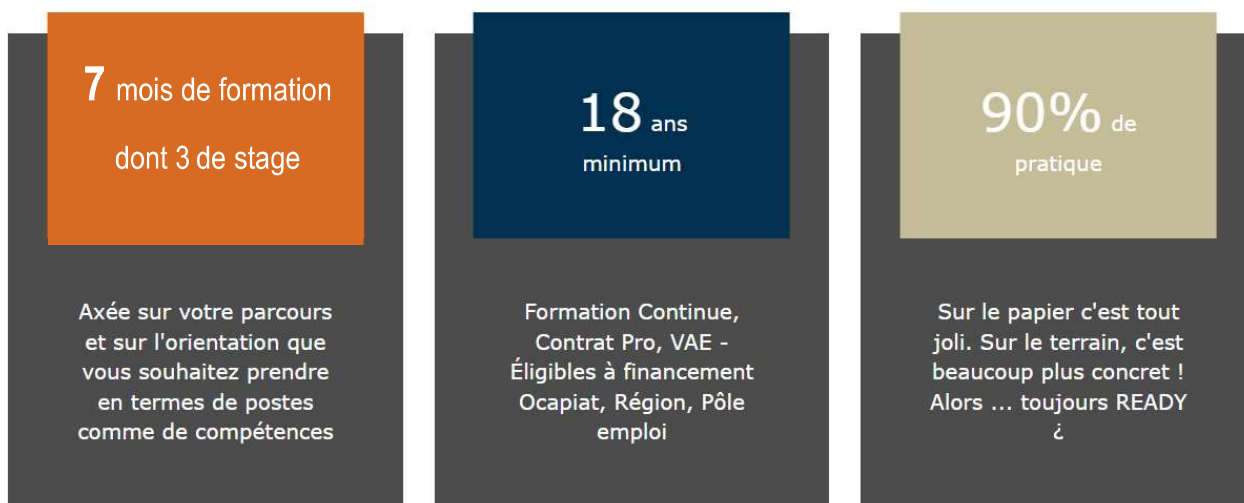 7 mois de formation
dont 3 de stage
Axée sur votre parcours
et sur l'orientation que
vous souhaitez prendre
en termes de postes
comme de compétences
18 ans
minimum
Formation Continue,
Contrat Pro, VAE -
Éligibles à financement
Ocapiat, Région, Pôle
emploi
90% de
pratique
Sur le papier c'est tout
joli. Sur le terrain, c'est
beaucoup plus concret !
Alors ... toujours READY
¿